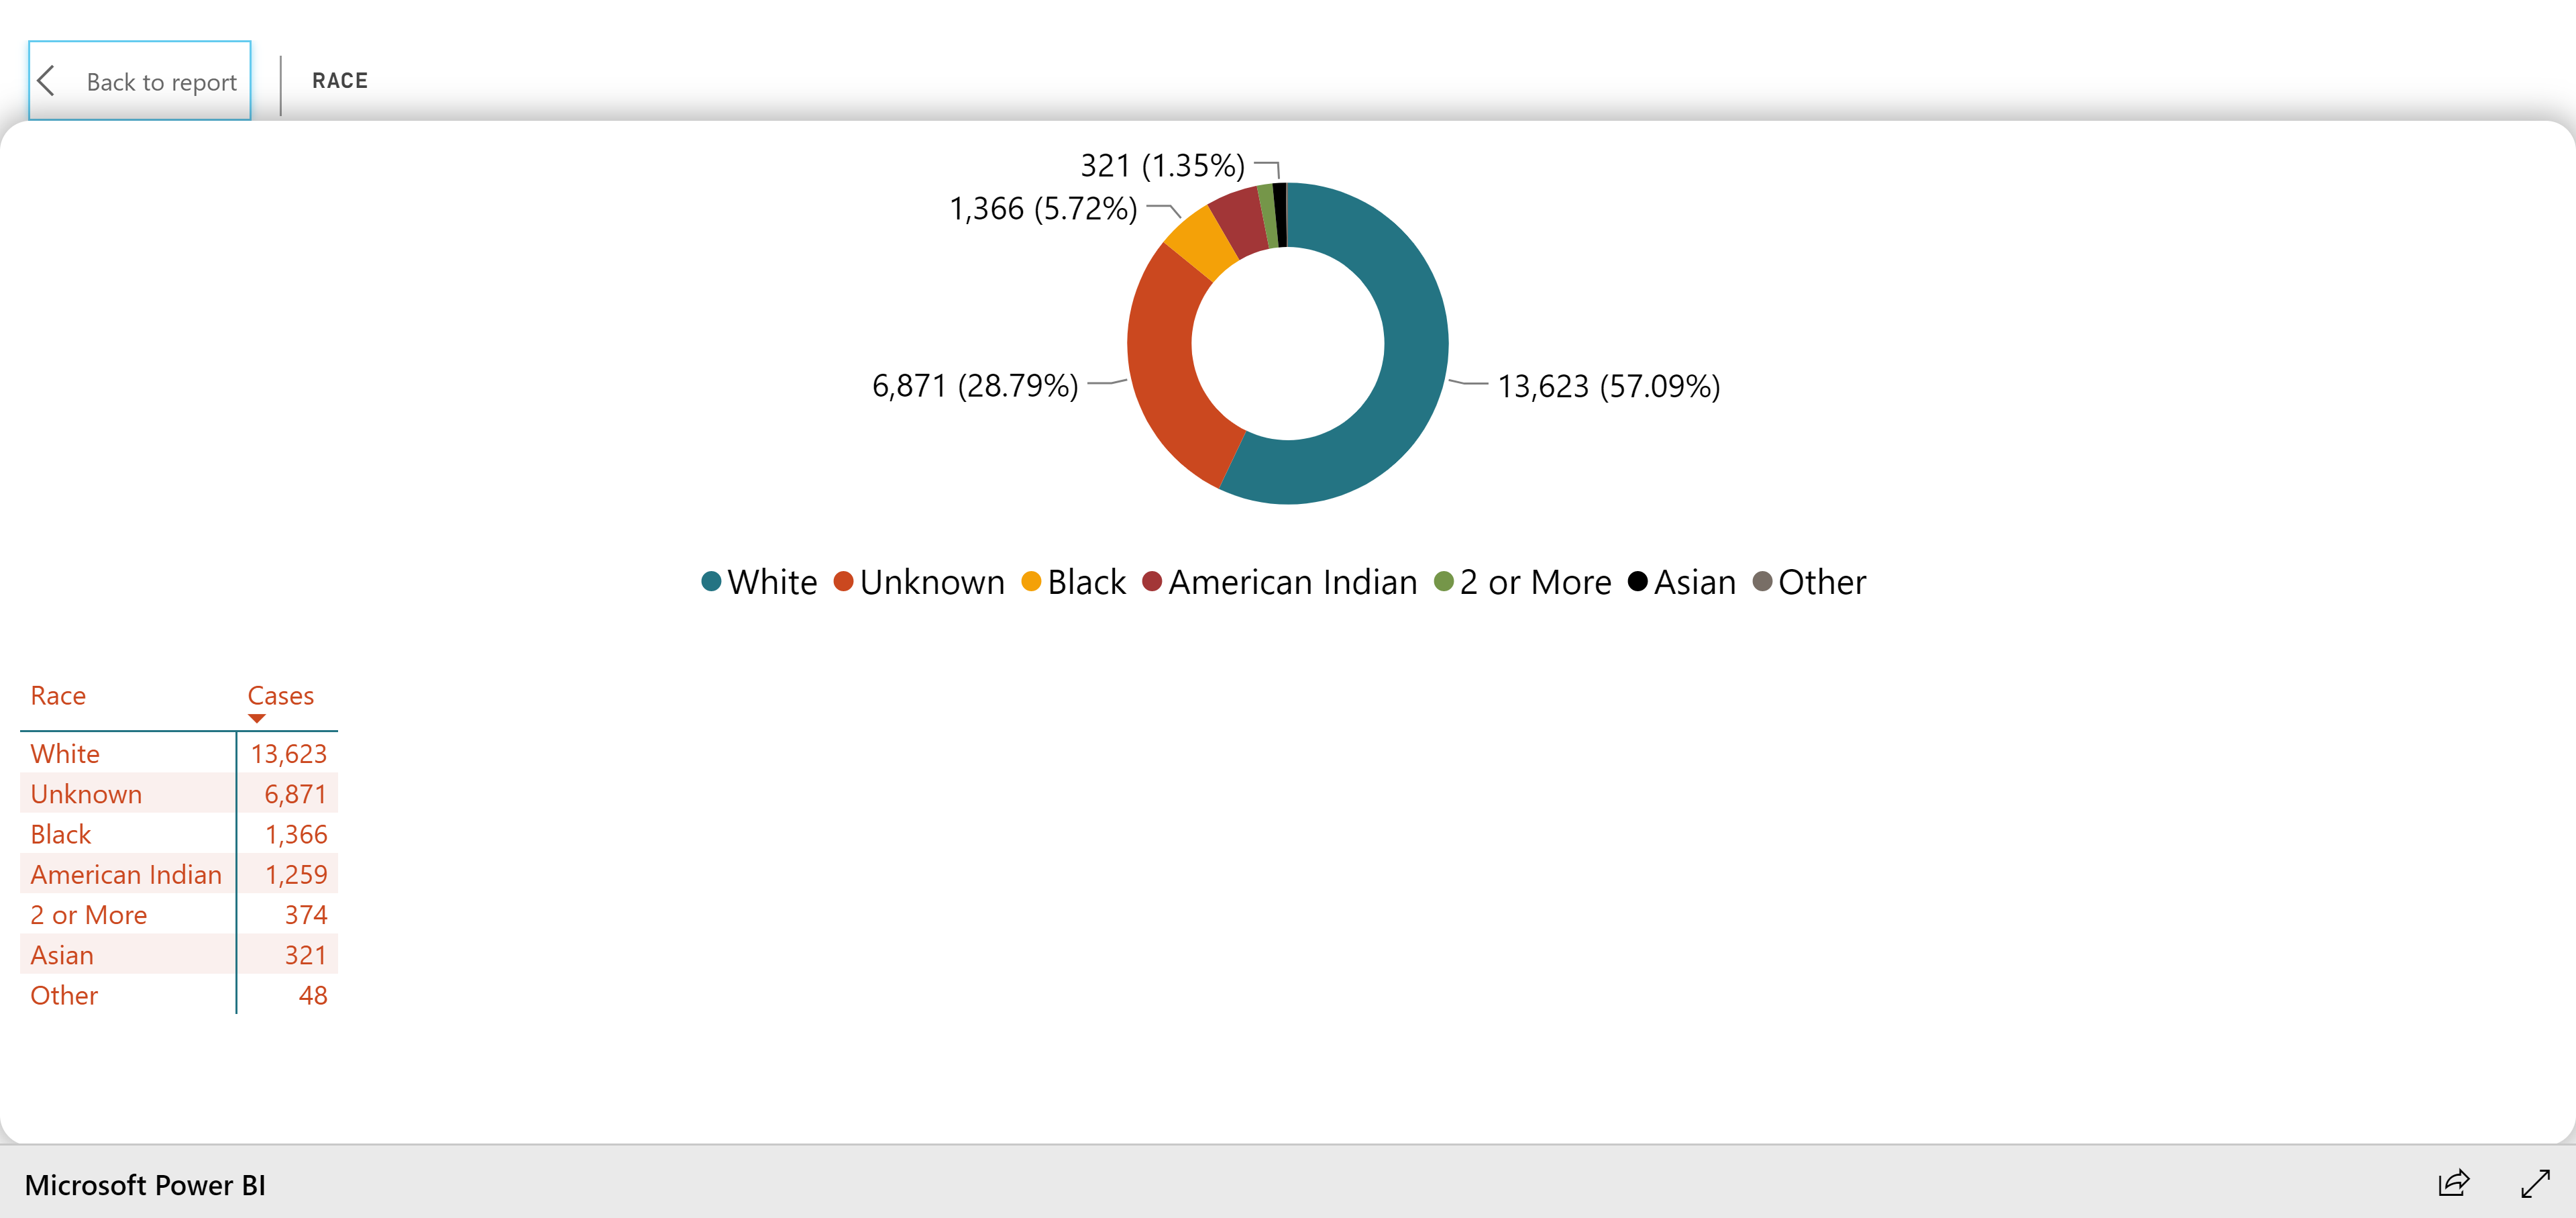 Back to report
RACE
321 (1.35%)
1,366 (5.72%)
6,871 (28.79%)
13,623 (57.09%)
White Unknown Black American Indian 2 or More Asian Other
Race Cases
White 13,623
Unknown 6,871
Black 1,366
American Indian 1,259
2 or More 374
Asian 321
Other 48
Microsoft Power BI